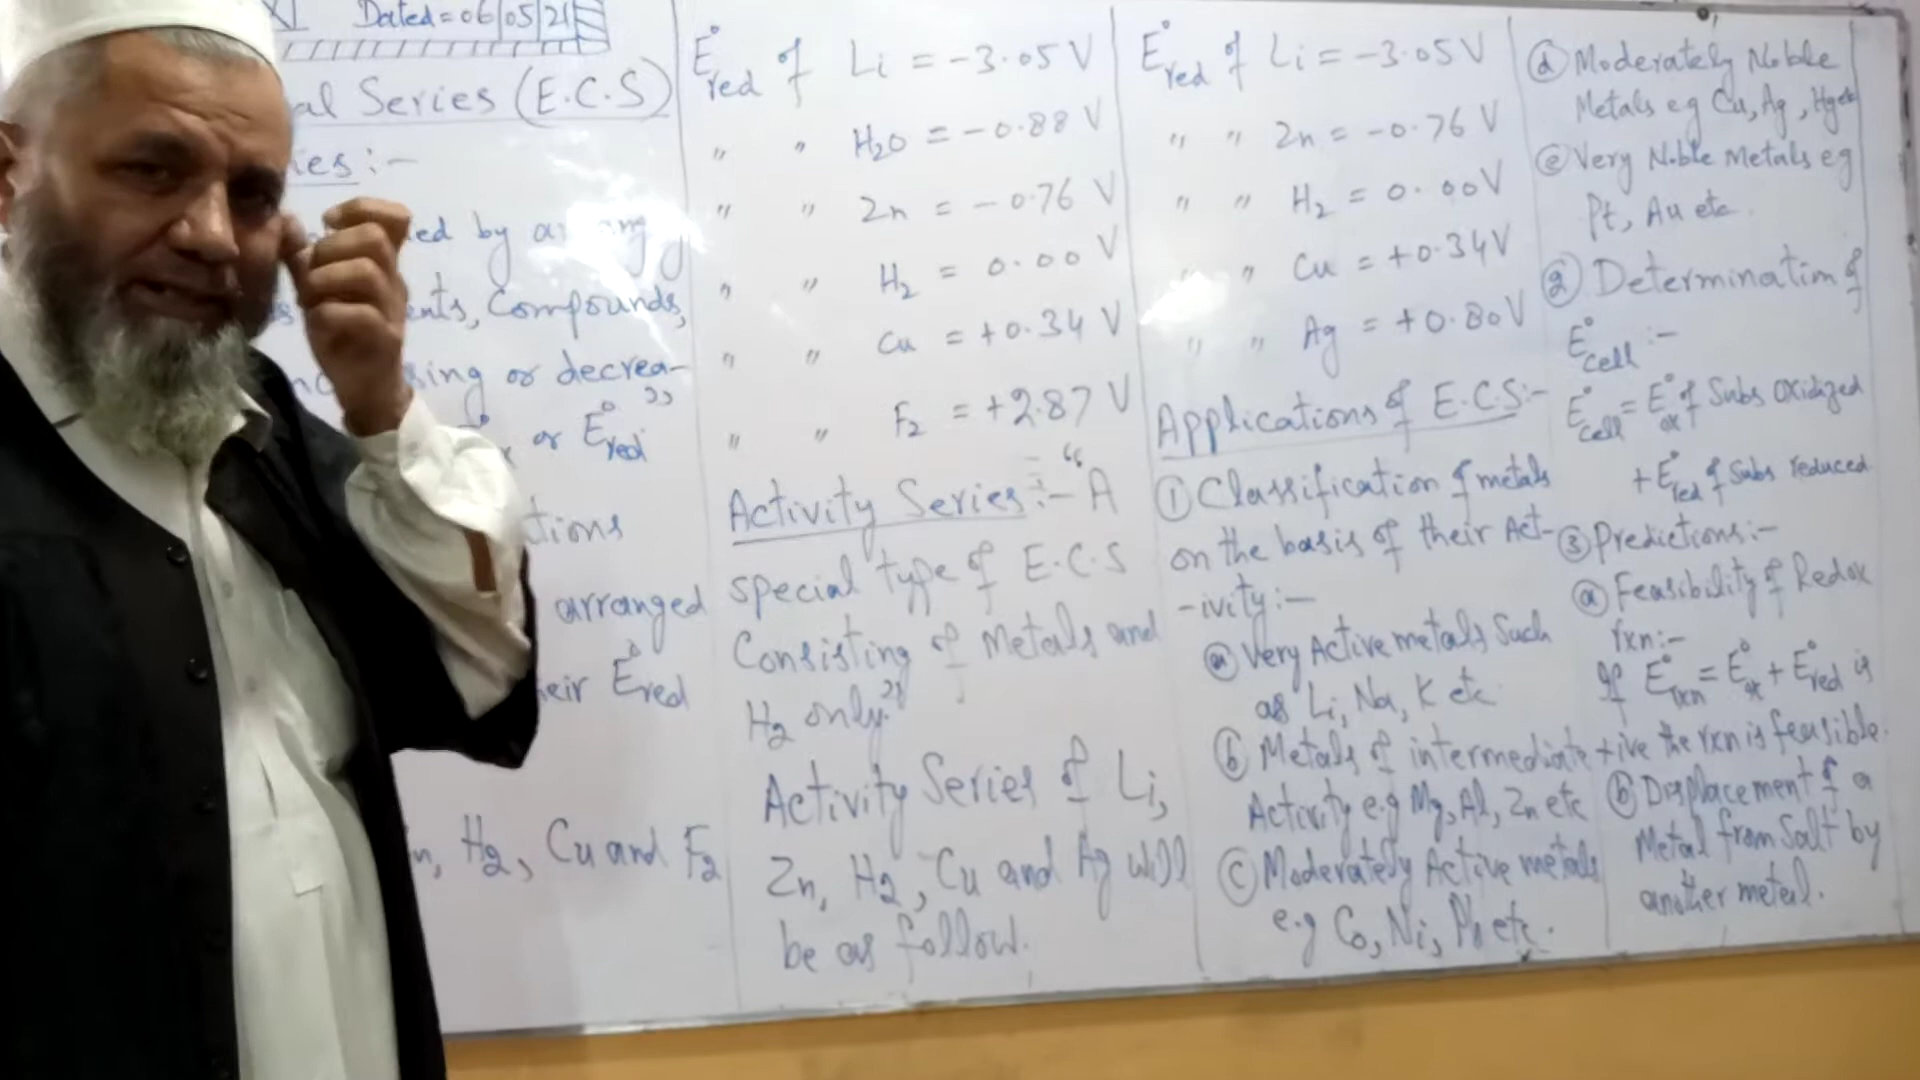 XI Dated=06/05/21
al Series (E.C.S)
ies:-
ed by arrang
ents, Compounds,
sing or decrea-
or E°red"
tions
arranged
eir E°red
n, H2, Cu and F2
E°red of Li = -3.05 V
" " H2O = -0.88 V
" " Zn = -0.76 V
" " H2 = 0.00 V
" " Cu = +0.34 V
" " F2 = +2.87 V
Activity Series:- "A
special type of E.C.S
Consisting of Metals and
H2 only."
Activity Series of Li,
Zn, H2, Cu and Ag will
be as follow.
E°red of Li = -3.05 V
" " Zn = -0.76 V
" " H2 = 0.00 V
" " Cu = +0.34 V
" " Ag = +0.80 V
Applications of E.C.S:-
① Classification of metals
on the basis of their Act-
-ivity:-
ⓐ Very Active metals Such
as Li, Na, K etc
ⓑ Metals of intermediate
Activity e.g Mg, Al, Zn etc
ⓒ Moderately Active metals
e.g Co, Ni, etc.
ⓓ Moderately Noble
Metals eg Cu, Ag, Hg etc
ⓔ Very Noble Metals eg
Pt, Au etc.
② Determination of
E°cell :-
E°cell = E°ox of Subs oxidized
+ E°red of Subs reduced
③ Predictions:-
ⓐ Feasibility of Redox
rxn:-
If E°rxn = E°ox + E°red is
+ive the rxn is feasible.
ⓑ Displacement of a
Metal from Salt by
another metal.